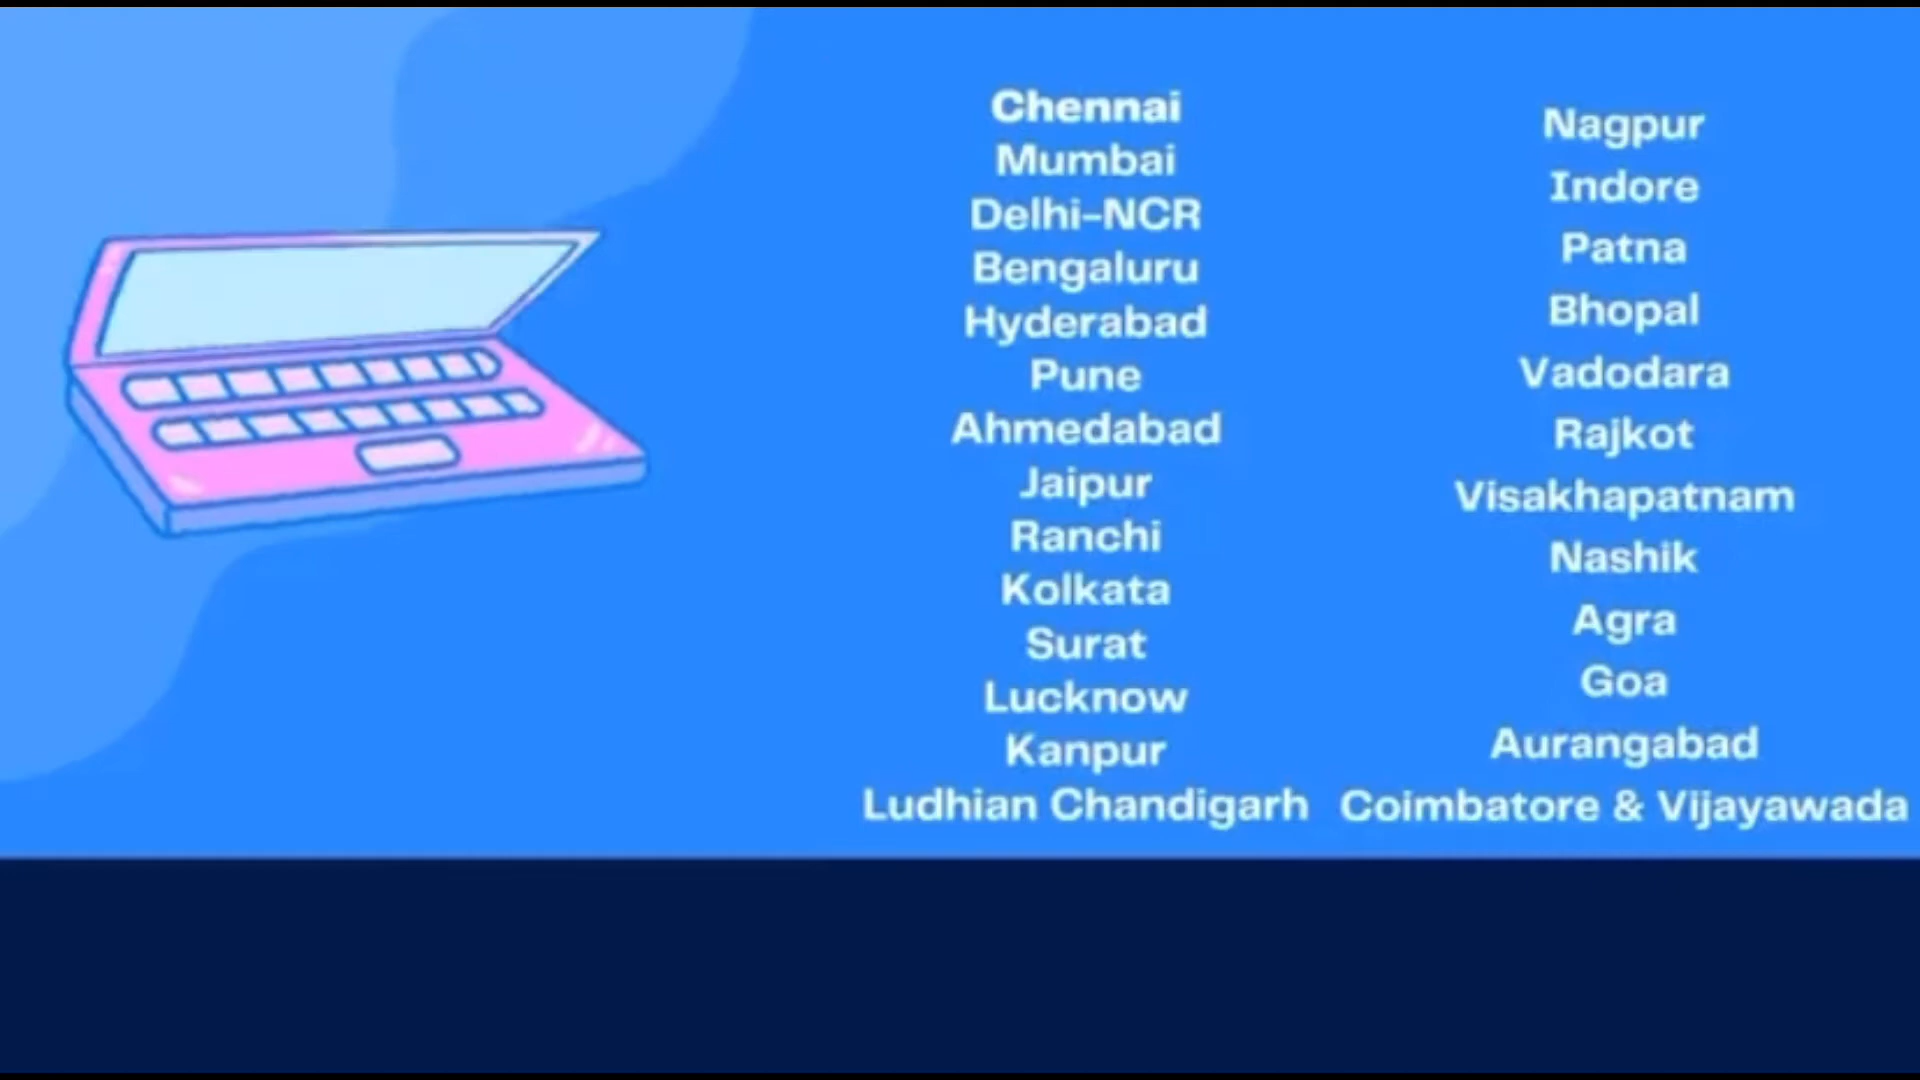 Chennai
Mumbai
Delhi-NCR
Bengaluru
Hyderabad
Pune
Ahmedabad
Jaipur
Ranchi
Kolkata
Surat
Lucknow
Kanpur
Ludhian Chandigarh
Nagpur
Indore
Patna
Bhopal
Vadodara
Rajkot
Visakhapatnam
Nashik
Agra
Goa
Aurangabad
Coimbatore & Vijayawada